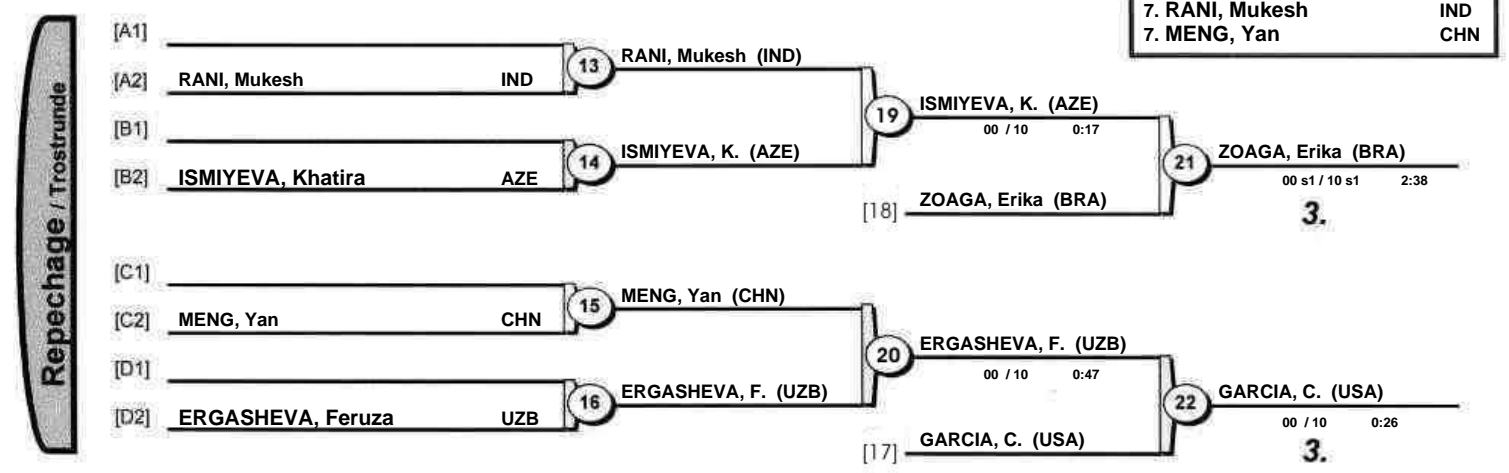 7. RANI, Mukesh IND
7. MENG, Yan CHN
Repechage / Trostrunde
[A1]
[A2] RANI, Mukesh IND
13 RANI, Mukesh (IND)
[B1]
[B2] ISMIYEVA, Khatira AZE
14 ISMIYEVA, K. (AZE)
19 ISMIYEVA, K. (AZE)
00 / 10 0:17
[18] ZOAGA, Erika (BRA)
21 ZOAGA, Erika (BRA)
00 s1 / 10 s1 2:38
3.
[C1]
[C2] MENG, Yan CHN
15 MENG, Yan (CHN)
[D1]
[D2] ERGASHEVA, Feruza UZB
16 ERGASHEVA, F. (UZB)
20 ERGASHEVA, F. (UZB)
00 / 10 0:47
[17] GARCIA, C. (USA)
22 GARCIA, C. (USA)
00 / 10 0:26
3.